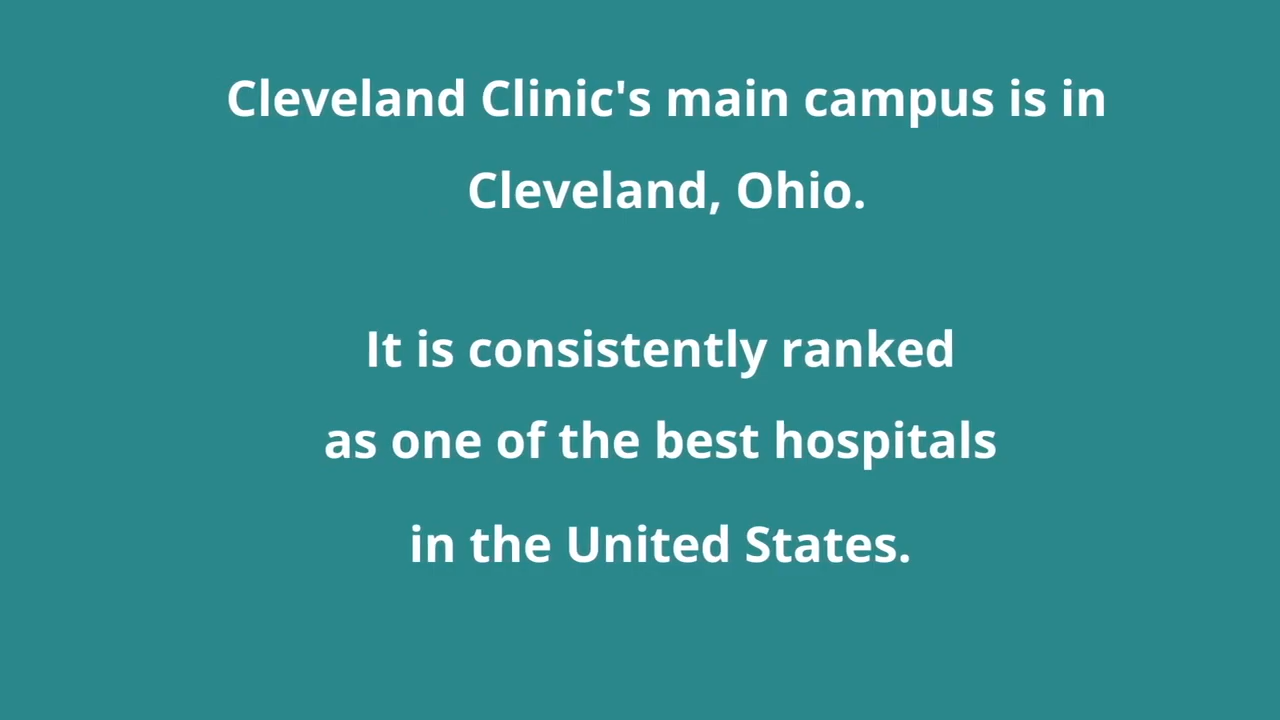 Cleveland Clinic's main campus is in
Cleveland, Ohio.
It is consistently ranked
as one of the best hospitals
in the United States.